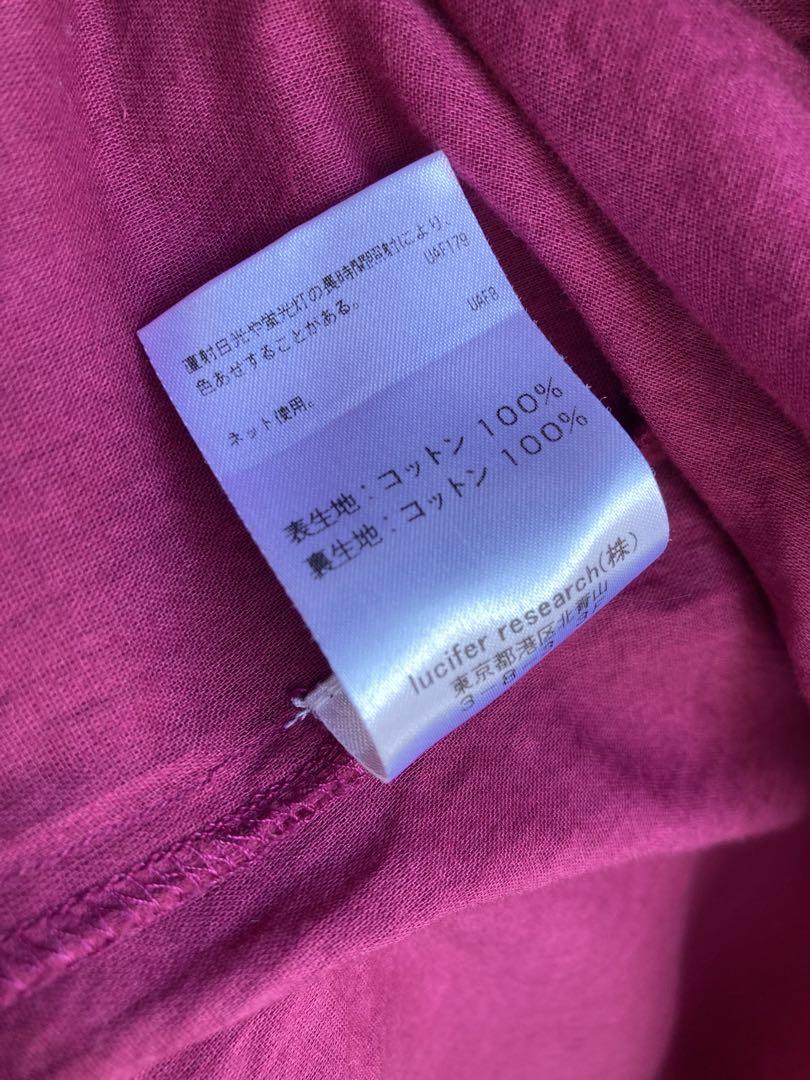 直射日光や蛍光灯の長時間照射により、
UAF179
色あせすることがある。
UAF8
ネット使用。
表生地：コットン 100%
裏生地：コットン 100%
lucifer research(株)
東京都港区北青山
3-8-